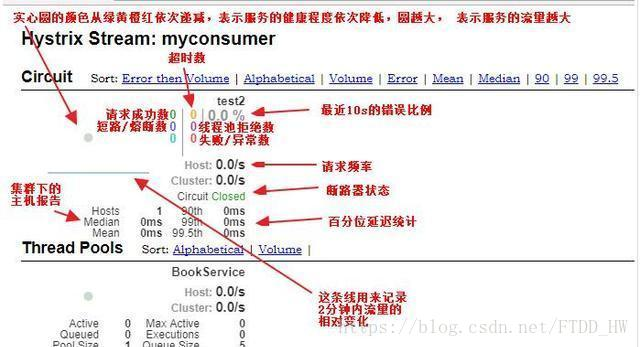 实心圆的颜色从绿黄橙红依次递减，表示服务的健康程度依次降低，圆越大， 表示服务的流量越大
Hystrix Stream: myconsumer
超时数
Circuit Sort: Error then Volume | Alphabetical | Volume | Error | Mean | Median | 90 | 99 | 99.5
test2
请求成功数 0 0 0.0 % 最近10s的错误比例
短路/熔断数 0 0 线程池拒绝数
0 0 失败/异常数
Host: 0.0/s 请求频率
Cluster: 0.0/s
集群下的
主机报告
Circuit Closed 断路器状态
Hosts 1 90th 0ms
Median 0ms 99th 0ms 百分位延迟统计
Mean 0ms 99.5th 0ms
Thread Pools Sort: Alphabetical | Volume |
BookService
Host: 0.0/s
Cluster: 0.0/s
这条线用来记录
2分钟内流量的
相对变化
Active 0 Max Active 0
Queued 0 Executions 0
Pool Size 1 Queue Size 5
https://blog.csdn.net/FTDD_HW